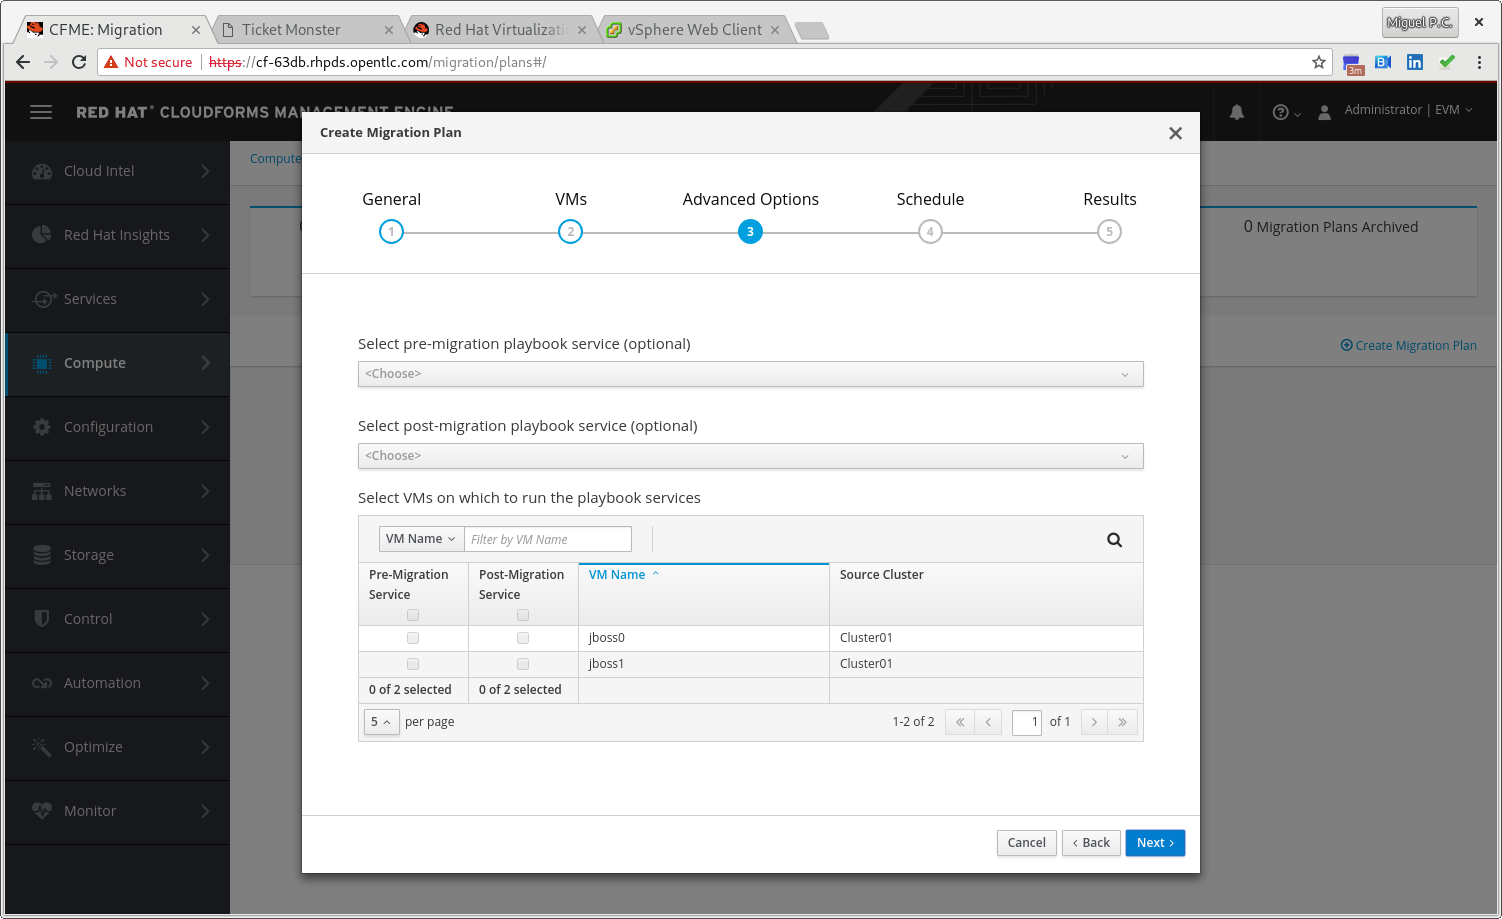 CFME: Migration
Ticket Monster
Red Hat Virtualizati
vSphere Web Client
Miguel P.C.
Not secure
https://cf-63db.rhpds.opentlc.com/migration/plans#/
3m
RED HAT® CLOUDFORMS MANAGEMENT ENGINE
Administrator | EVM
Create Migration Plan
Cloud Intel
Red Hat Insights
Services
Compute
Configuration
Networks
Storage
Control
Automation
Optimize
Monitor
Compute
0 Migration Plans Archived
Create Migration Plan
General
VMs
Advanced Options
Schedule
Results
1
2
3
4
5
Select pre-migration playbook service (optional)
<Choose>
Select post-migration playbook service (optional)
<Choose>
Select VMs on which to run the playbook services
VM Name
Filter by VM Name
Pre-Migration Service
Post-Migration Service
VM Name
Source Cluster
jboss0
Cluster01
jboss1
Cluster01
0 of 2 selected
0 of 2 selected
5 per page
1-2 of 2
1 of 1
Cancel
Back
Next